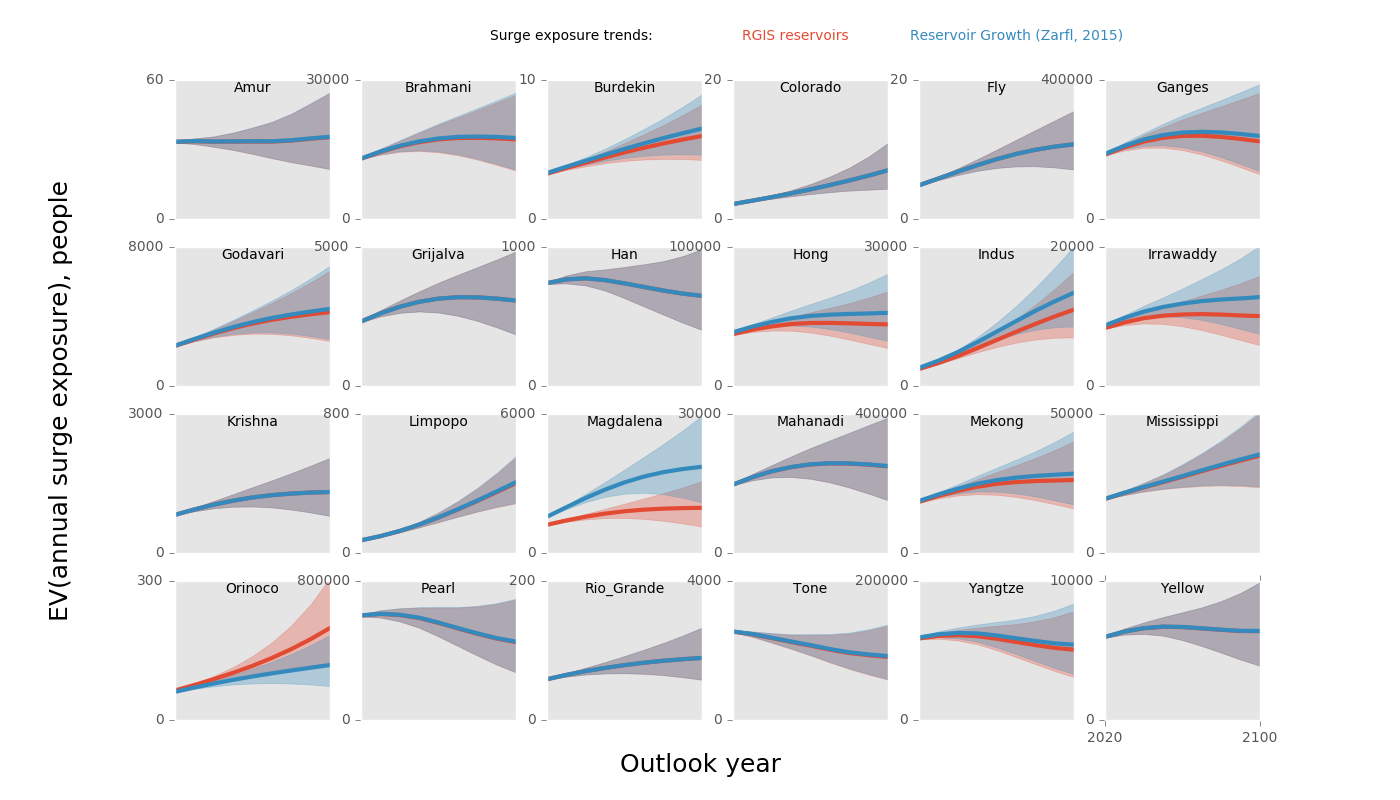 Surge exposure trends: RGIS reservoirs Reservoir Growth (Zarfl, 2015)
EV(annual surge exposure), people
60 Amur 30000 Brahmani 10 Burdekin 20 Colorado 20 Fly 400000 Ganges
0 0 0 0 0 0
8000 Godavari 5000 Grijalva 1000 Han 100000 Hong 30000 Indus 20000 Irrawaddy
0 0 0 0 0 0
3000 Krishna 800 Limpopo 6000 Magdalena 30000 Mahanadi 400000 Mekong 50000 Mississippi
0 0 0 0 0 0
300 Orinoco 800000 Pearl 200 Rio_Grande 4000 Tone 200000 Yangtze 10000 Yellow
0 0 0 0 0 0
2020 2100
Outlook year